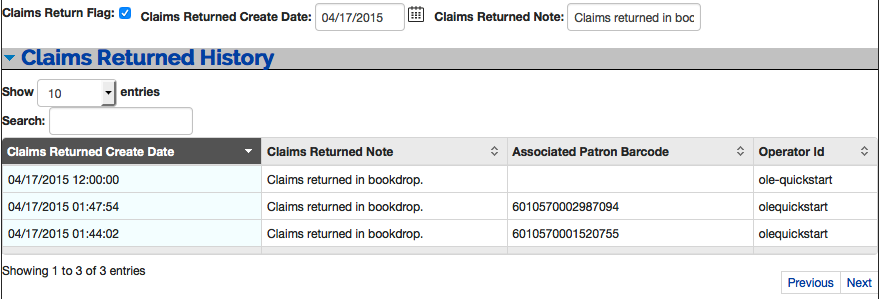 Claims Return Flag: Claims Returned Create Date: 04/17/2015 Claims Returned Note: Claims returned in boo
Claims Returned History
Show 10 entries
Search:
Claims Returned Create Date Claims Returned Note Associated Patron Barcode Operator Id
04/17/2015 12:00:00 Claims returned in bookdrop. ole-quickstart
04/17/2015 01:47:54 Claims returned in bookdrop. 6010570002987094 olequickstart
04/17/2015 01:44:02 Claims returned in bookdrop. 6010570001520755 olequickstart
Showing 1 to 3 of 3 entries
Previous Next